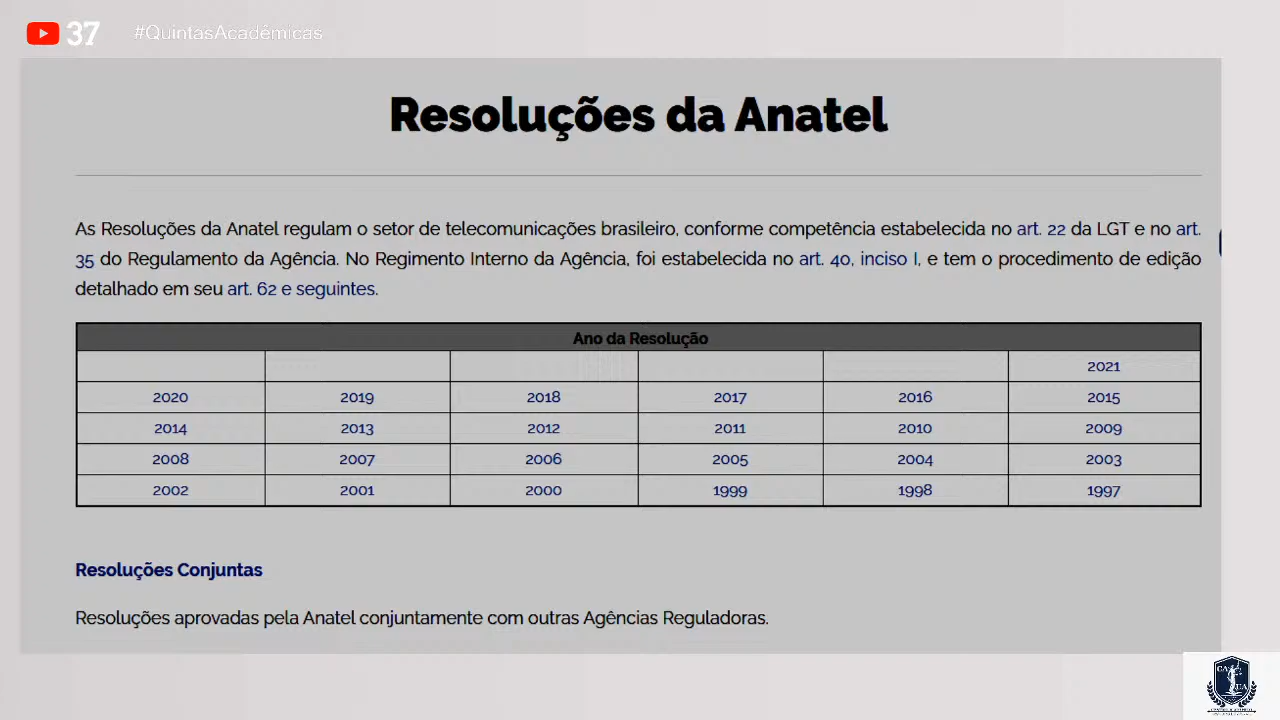 37 #QuintasAcadêmicas
Resoluções da Anatel
As Resoluções da Anatel regulam o setor de telecomunicações brasileiro, conforme competência estabelecida no art. 22 da LGT e no art.
35 do Regulamento da Agência. No Regimento Interno da Agência, foi estabelecida no art. 40, inciso I, e tem o procedimento de edição
detalhado em seu art. 62 e seguintes.
Ano da Resolução
2021
2020 2019 2018 2017 2016 2015
2014 2013 2012 2011 2010 2009
2008 2007 2006 2005 2004 2003
2002 2001 2000 1999 1998 1997
Resoluções Conjuntas
Resoluções aprovadas pela Anatel conjuntamente com outras Agências Reguladoras.